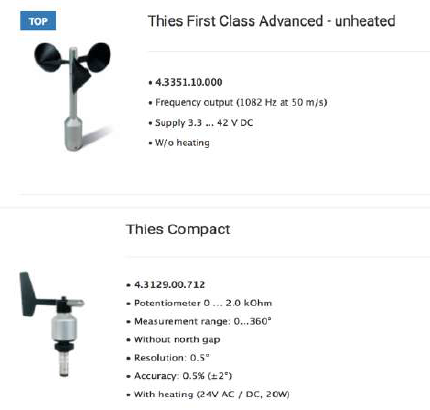 TOP
Thies First Class Advanced - unheated
• 4.3351.10.000
• Frequency output (1082 Hz at 50 m/s)
• Supply 3.3 ... 42 V DC
• W/o heating
Thies Compact
• 4.3129.00.712
• Potentiometer 0 ... 2.0 kOhm
• Measurement range: 0...360°
• Without north gap
• Resolution: 0.5°
• Accuracy: 0.5% (±2°)
• With heating (24V AC / DC, 20W)